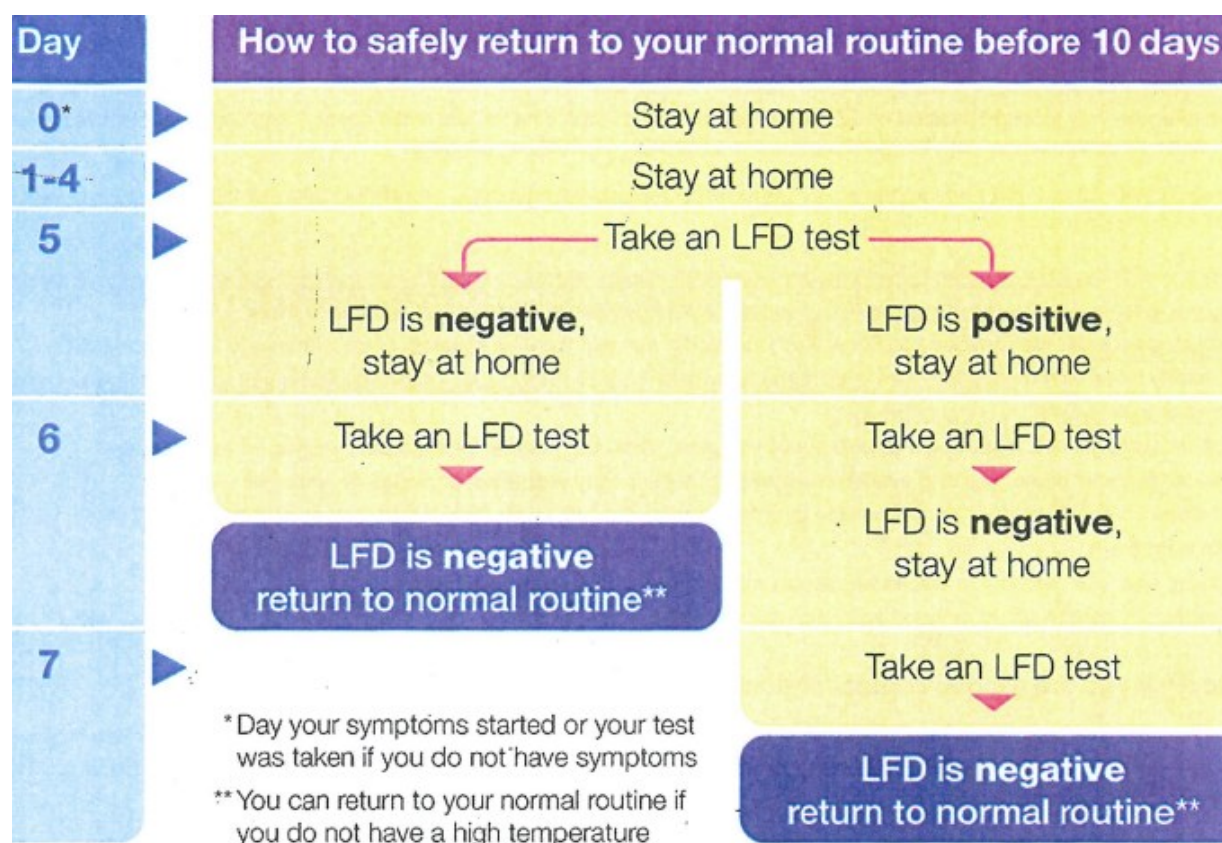 Day
How to safely return to your normal routine before 10 days
0*
Stay at home
1-4
Stay at home
5
Take an LFD test
LFD is negative,
stay at home
LFD is positive,
stay at home
6
Take an LFD test
LFD is negative
return to normal routine**
Take an LFD test
LFD is negative,
stay at home
7
Take an LFD test
LFD is negative
return to normal routine**
*Day your symptoms started or your test
was taken if you do not have symptoms
**You can return to your normal routine if
you do not have a high temperature